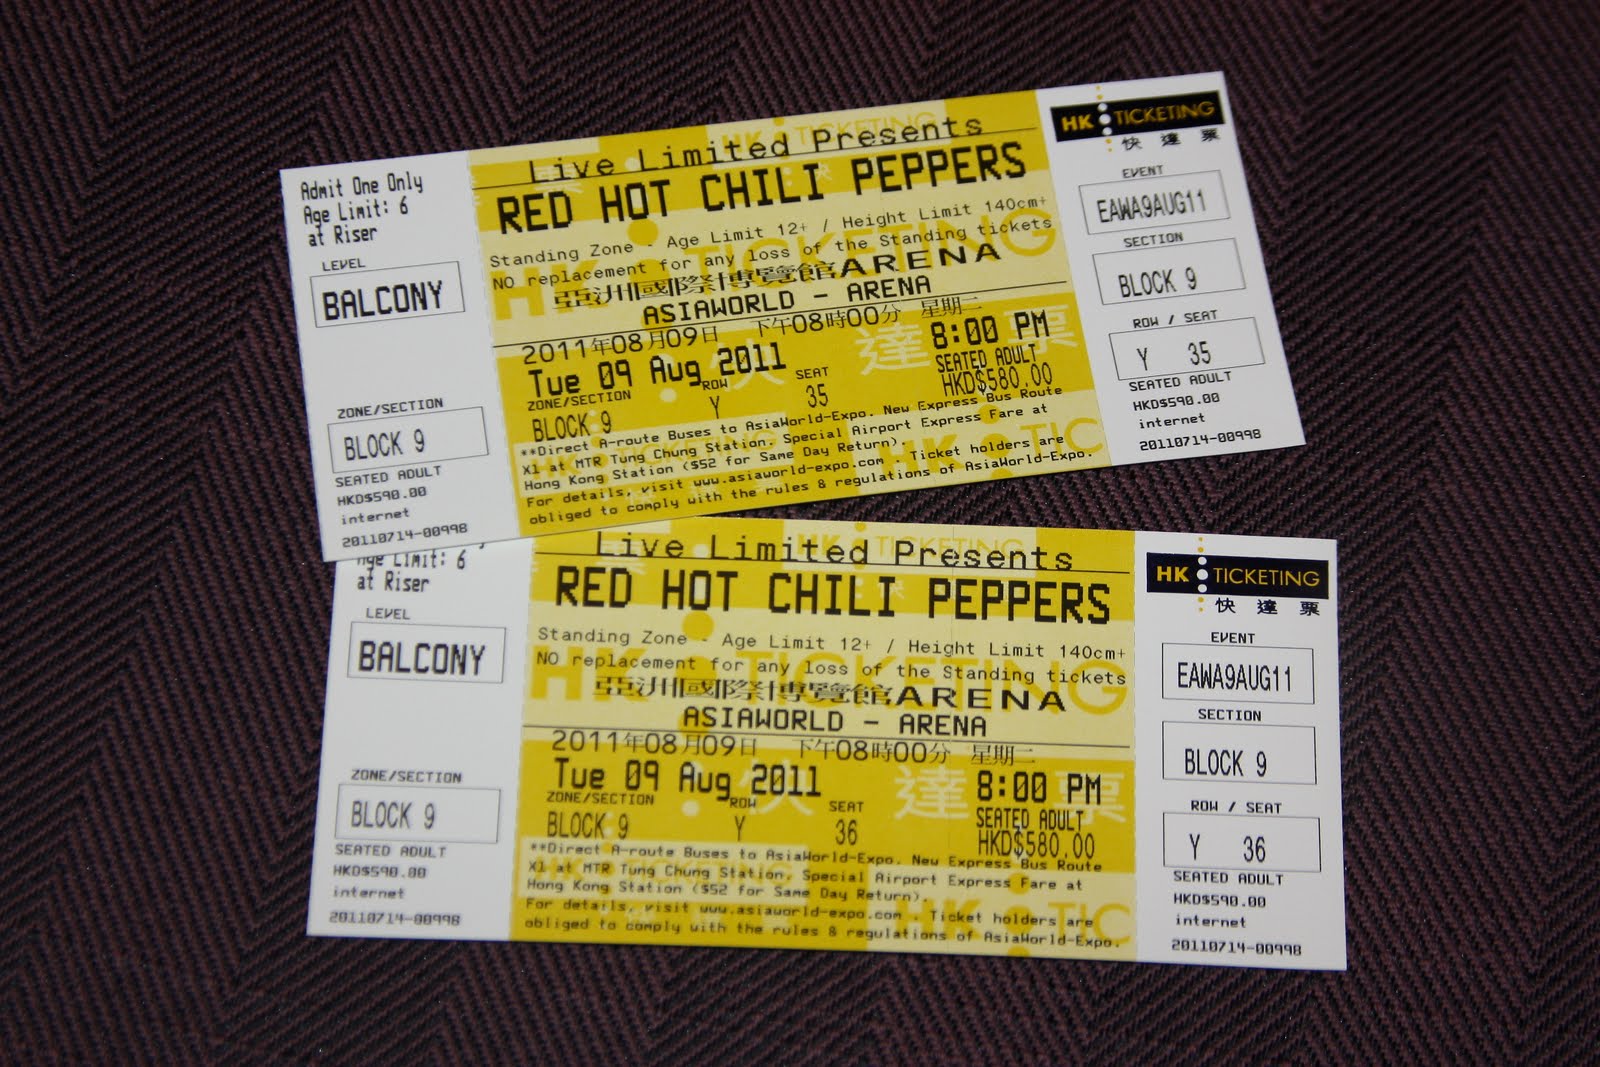 Admit One Only
Age Limit: 6
at Riser
LEVEL
BALCONY
ZONE/SECTION
BLOCK 9
SEATED ADULT
HKD$590.00
internet
20110714-00998
Live Limited Presents
RED HOT CHILI PEPPERS
Standing Zone - Age Limit 12+ / Height Limit 140cm+
NO replacement for any loss of the Standing tickets
亞洲國際博覽館ARENA
ASIAWORLD - ARENA
2011年08月09日 下午08時00分 星期二
Tue 09 Aug 2011 8:00 PM
ZONE/SECTION ROW SEAT SEATED ADULT
BLOCK 9 Y 35 HKD$580.00
**Direct A-route Buses to AsiaWorld-Expo. New Express Bus Route
X1 at MTR Tung Chung Station. Special Airport Express Fare at
Hong Kong Station ($52 for Same Day Return).
For details, visit www.asiaworld-expo.com . Ticket holders are
obliged to comply with the rules & regulations of AsiaWorld-Expo.
HK TICKETING
快達票
EVENT
EAWA9AUG11
SECTION
BLOCK 9
ROW / SEAT
Y 35
SEATED ADULT
HKD$590.00
internet
20110714-00998
Age Limit: 6
at Riser
LEVEL
BALCONY
ZONE/SECTION
BLOCK 9
SEATED ADULT
HKD$590.00
internet
20110714-00998
Live Limited Presents
RED HOT CHILI PEPPERS
Standing Zone - Age Limit 12+ / Height Limit 140cm+
NO replacement for any loss of the Standing tickets
亞洲國際博覽館ARENA
ASIAWORLD - ARENA
2011年08月09日 下午08時00分 星期二
Tue 09 Aug 2011 8:00 PM
ZONE/SECTION ROW SEAT SEATED ADULT
BLOCK 9 Y 36 HKD$580.00
**Direct A-route Buses to AsiaWorld-Expo. New Express Bus Route
X1 at MTR Tung Chung Station. Special Airport Express Fare at
Hong Kong Station ($52 for Same Day Return).
For details, visit www.asiaworld-expo.com . Ticket holders are
obliged to comply with the rules & regulations of AsiaWorld-Expo.
HK TICKETING
快達票
EVENT
EAWA9AUG11
SECTION
BLOCK 9
ROW / SEAT
Y 36
SEATED ADULT
HKD$590.00
internet
20110714-00998